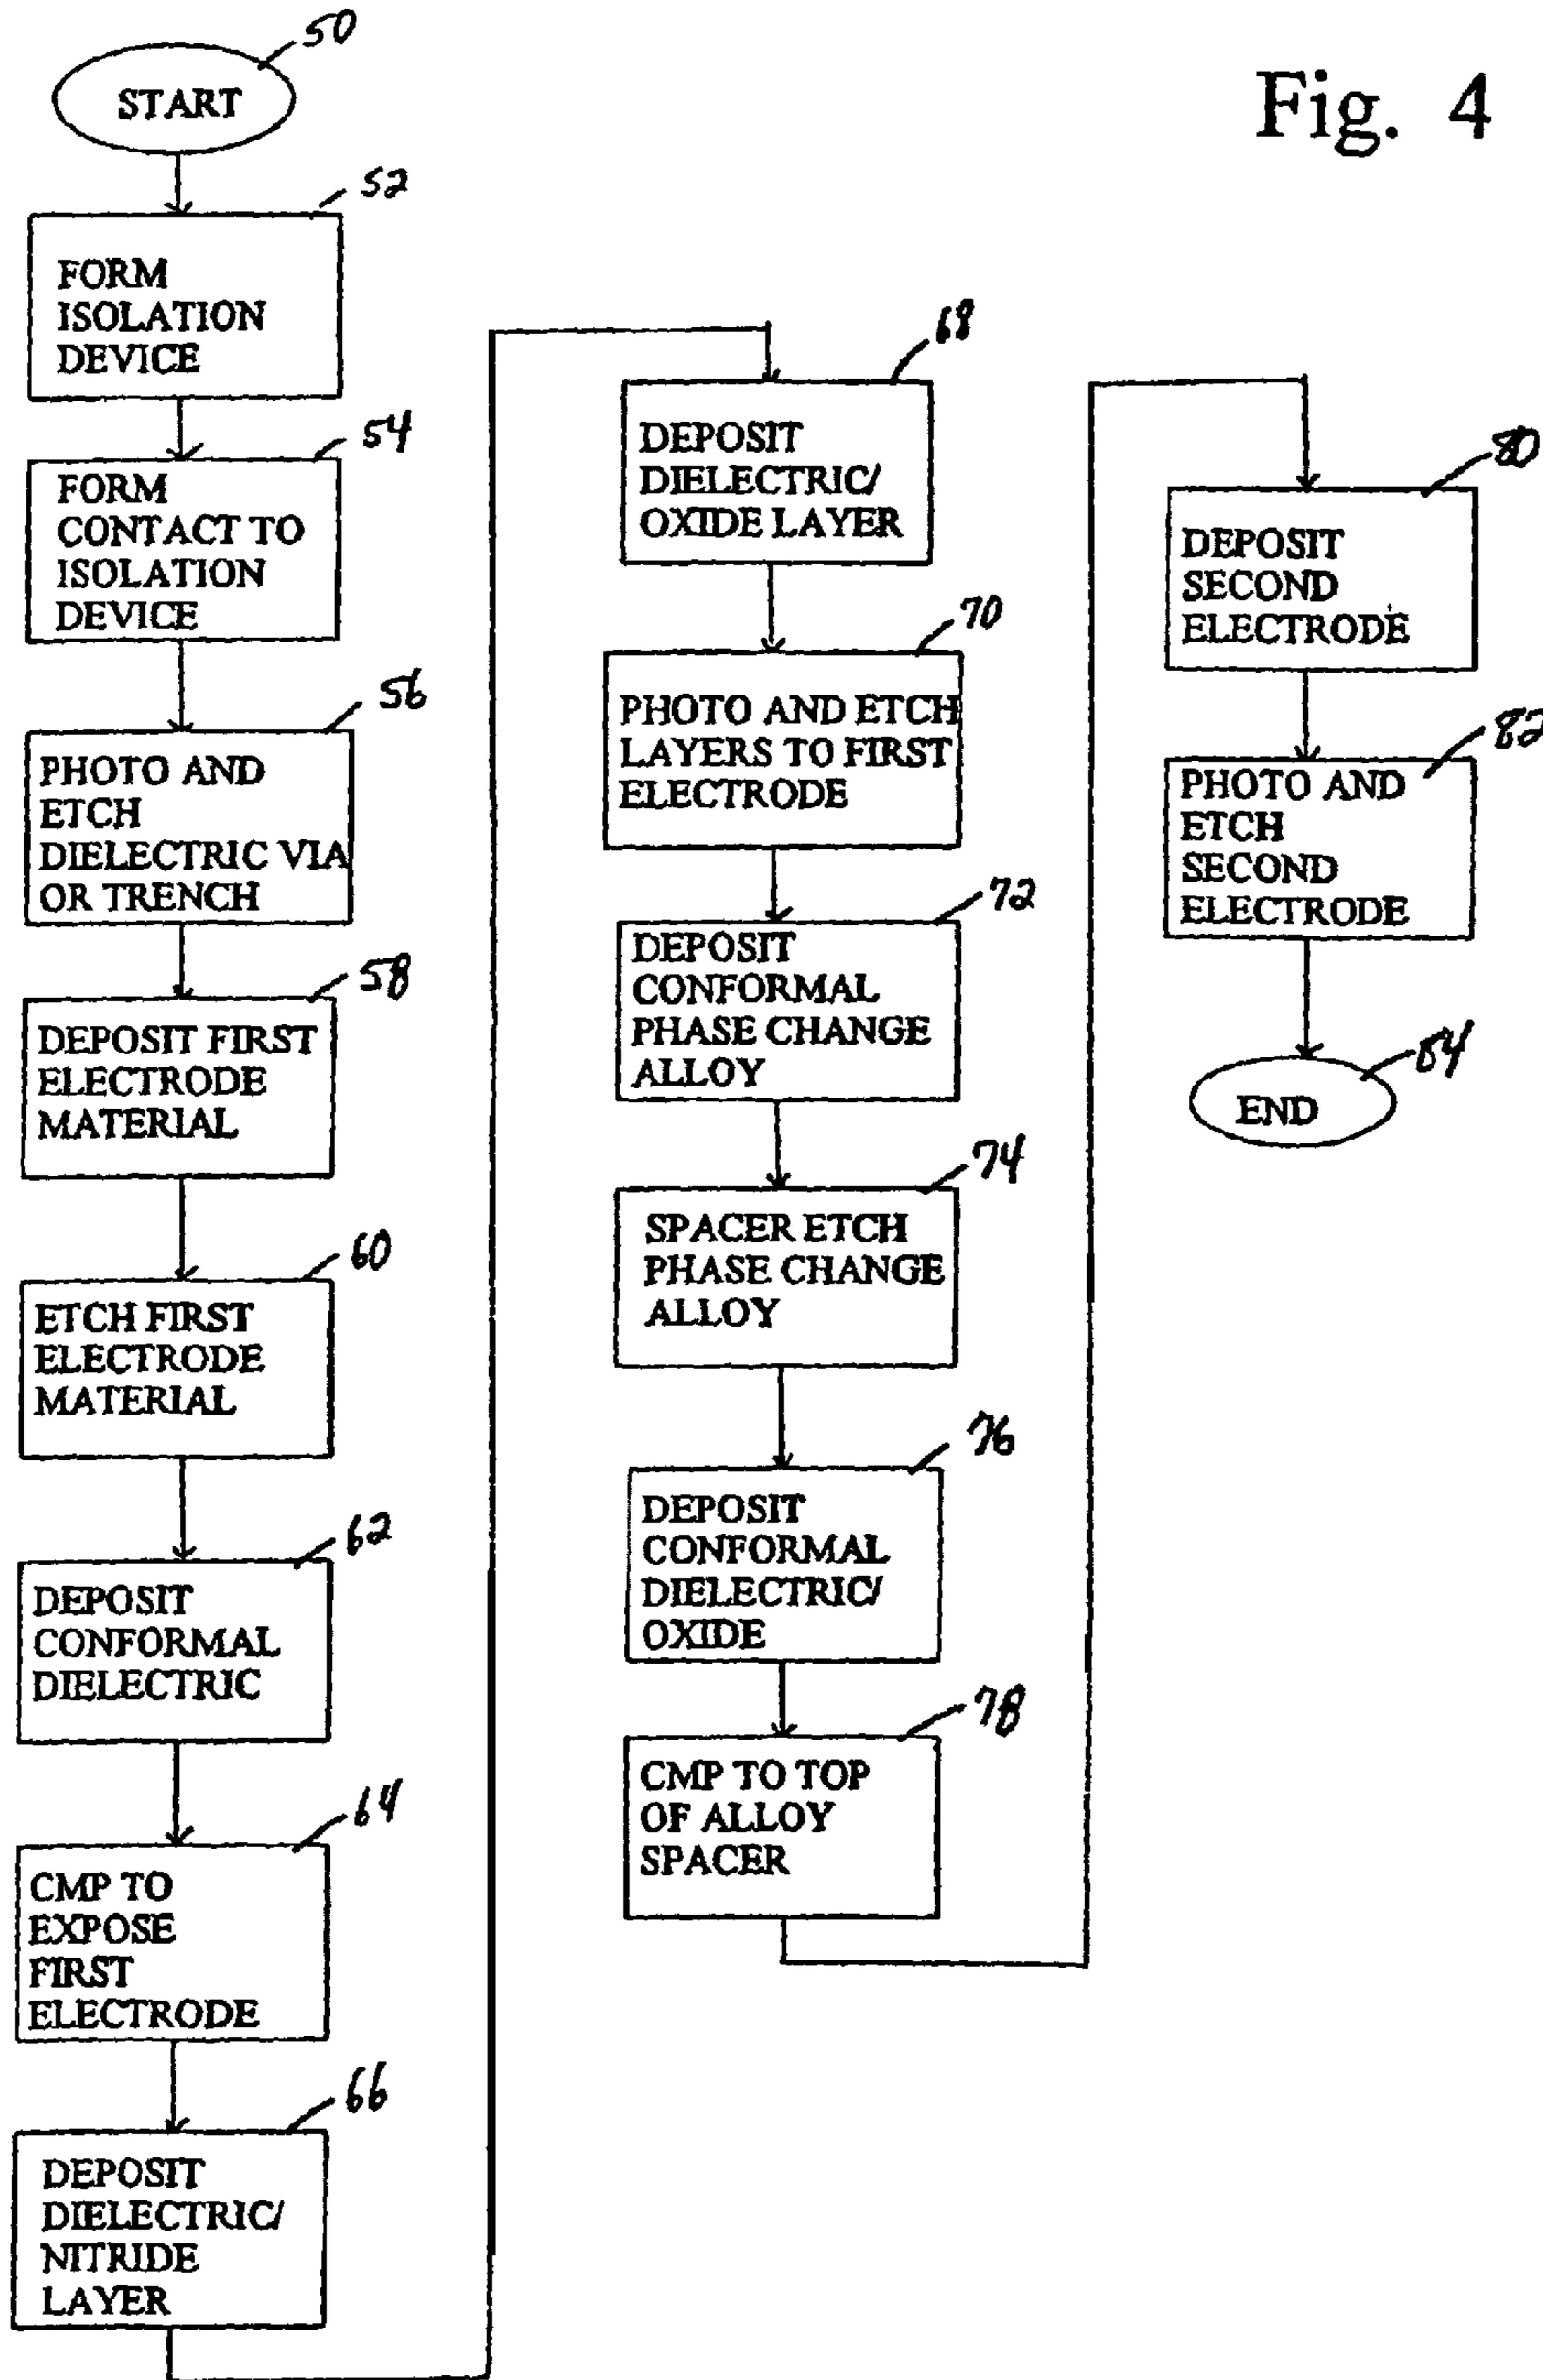 Fig. 4
50
START
52
FORM
ISOLATION
DEVICE
54
FORM
CONTACT TO
ISOLATION
DEVICE
56
PHOTO AND
ETCH
DIELECTRIC VIA
OR TRENCH
58
DEPOSIT FIRST
ELECTRODE
MATERIAL
60
ETCH FIRST
ELECTRODE
MATERIAL
62
DEPOSIT
CONFORMAL
DIELECTRIC
64
CMP TO
EXPOSE
FIRST
ELECTRODE
66
DEPOSIT
DIELECTRIC/
NITRIDE
LAYER
68
DEPOSIT
DIELECTRIC/
OXIDE LAYER
70
PHOTO AND ETCH
LAYERS TO FIRST
ELECTRODE
72
DEPOSIT
CONFORMAL
PHASE CHANGE
ALLOY
74
SPACER ETCH
PHASE CHANGE
ALLOY
76
DEPOSIT
CONFORMAL
DIELECTRIC/
OXIDE
78
CMP TO TOP
OF ALLOY
SPACER
80
DEPOSIT
SECOND
ELECTRODE
82
PHOTO AND
ETCH
SECOND
ELECTRODE
84
END